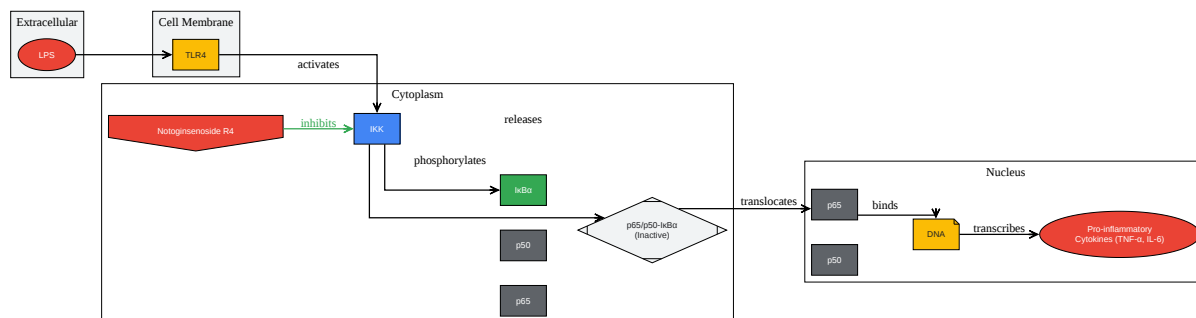 Extracellular
LPS
Cell Membrane
TLR4
activates
Cytoplasm
Notoginsenoside R4
inhibits
IKK
releases
phosphorylates
IκBα
p50
p65
p65/p50-IκBα
(Inactive)
translocates
Nucleus
p65
binds
p50
DNA
transcribes
Pro-inflammatory
Cytokines (TNF-α, IL-6)